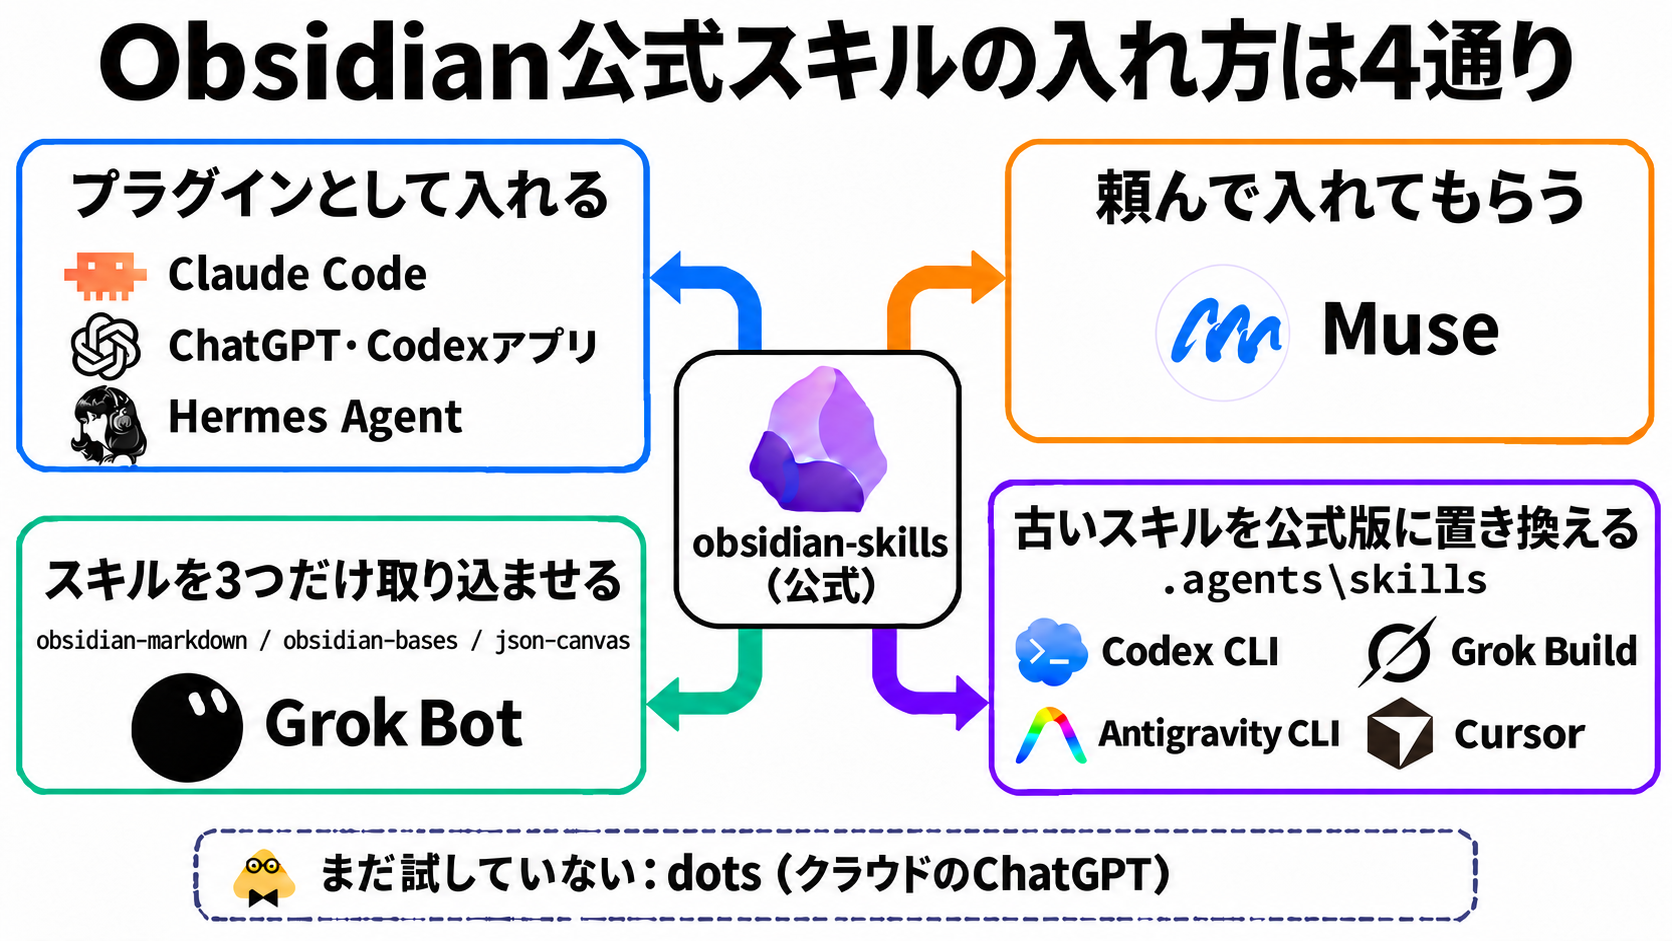 Obsidian公式スキルの入れ方は4通り
プラグインとして入れる
Claude Code
ChatGPT・Codexアプリ
Hermes Agent
頼んで入れてもらう
Muse
obsidian-skills
（公式）
スキルを3つだけ取り込ませる
obsidian-markdown / obsidian-bases / json-canvas
Grok Bot
古いスキルを公式版に置き換える
.agents\skills
Codex CLI
Grok Build
Antigravity CLI
Cursor
まだ試していない：dots（クラウドのChatGPT）